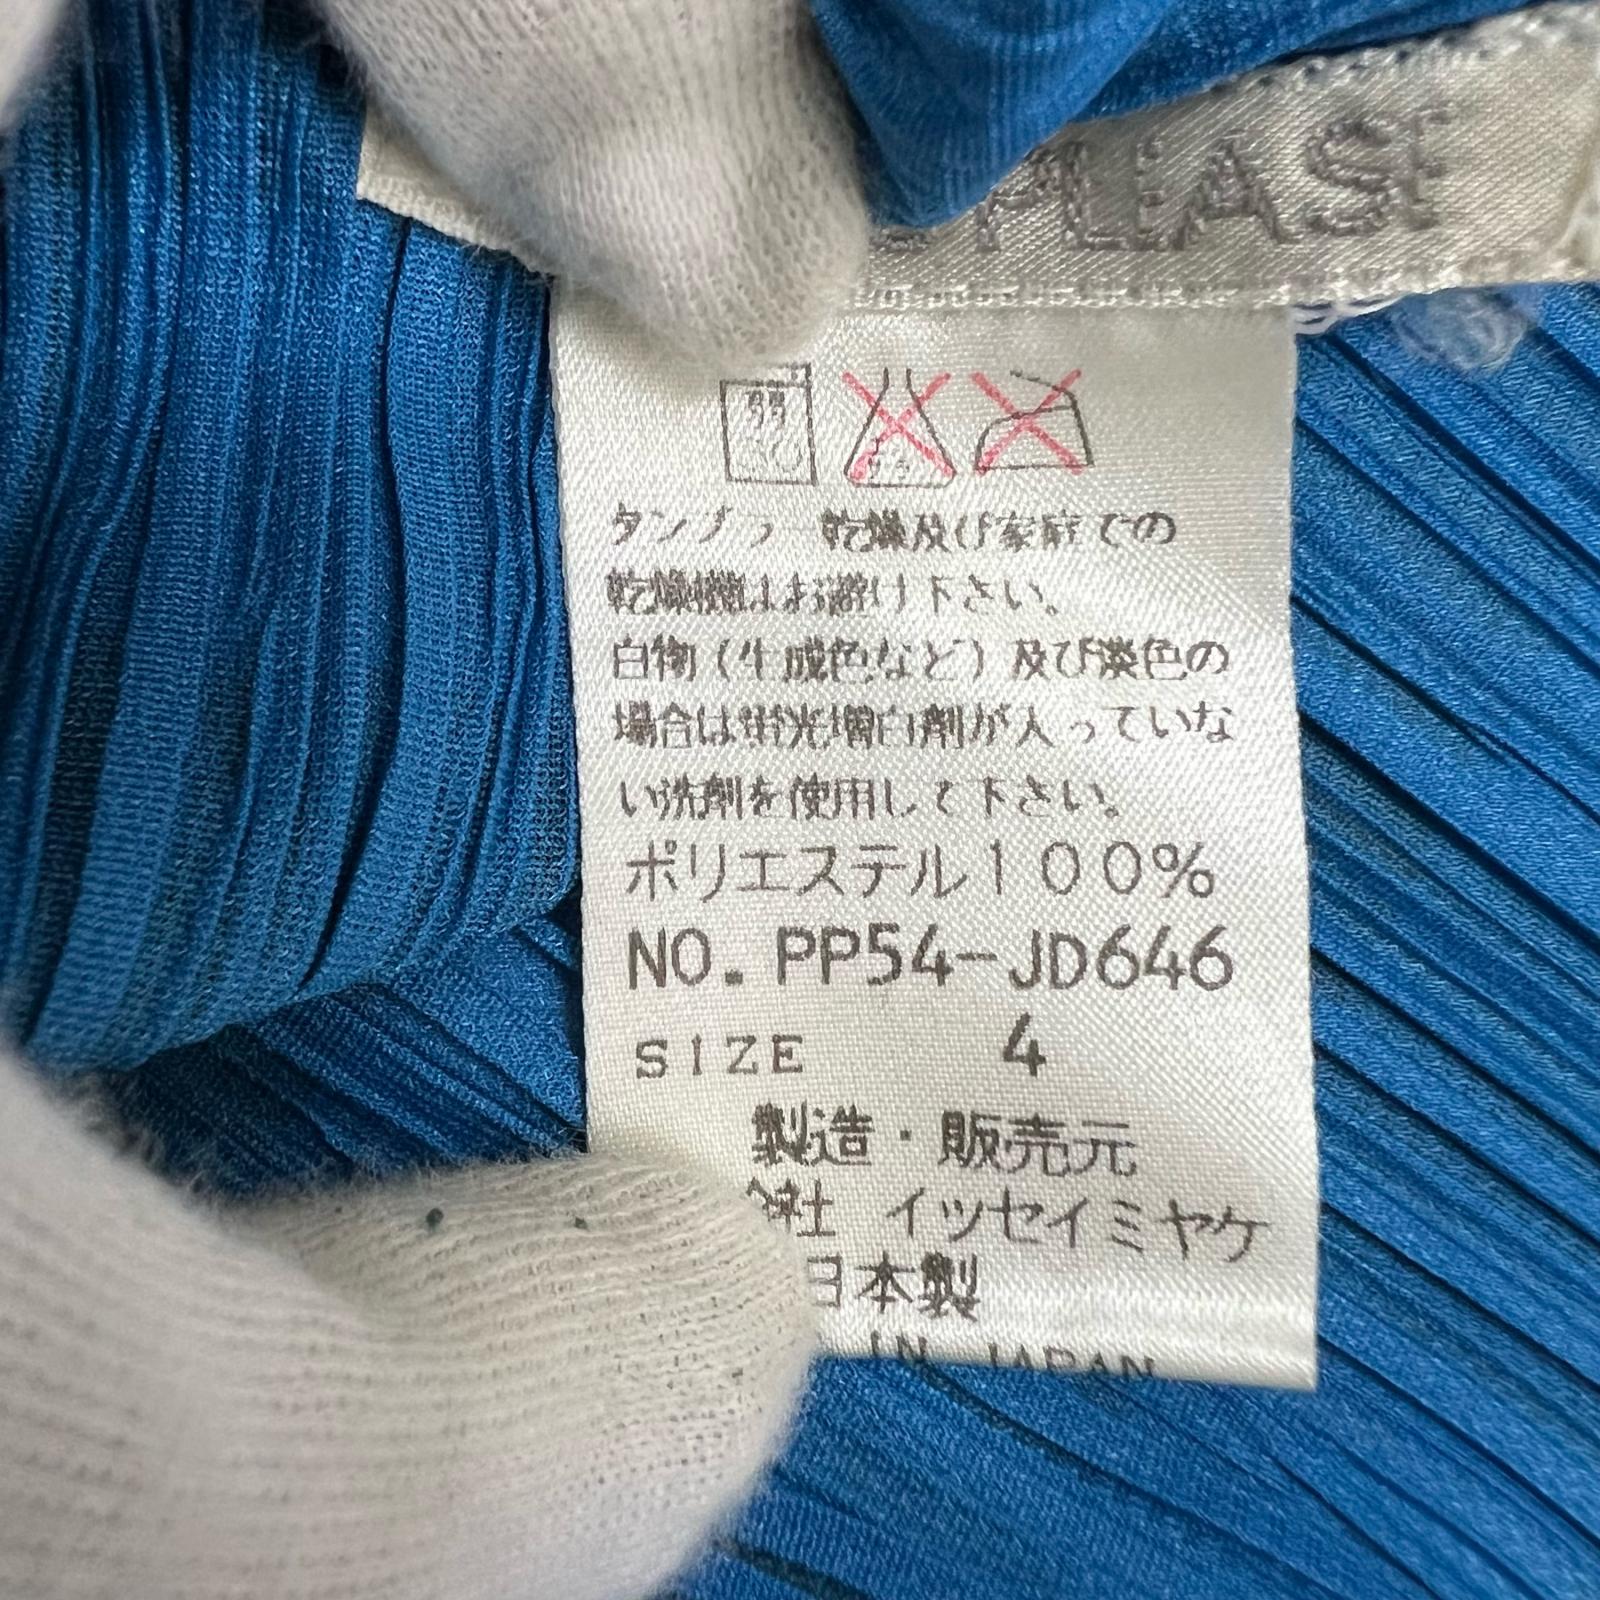 PLEASE
タンブラー乾燥及び家庭での
乾燥機はお避け下さい。
白物（生成色など）及び淡色の
場合は蛍光増白剤が入っていな
い洗剤を使用して下さい。
ポリエステル100%
NO. PP54-JD646
SIZE 4
製造・販売元
会社 イッセイミヤケ
日本製
IN JAPAN